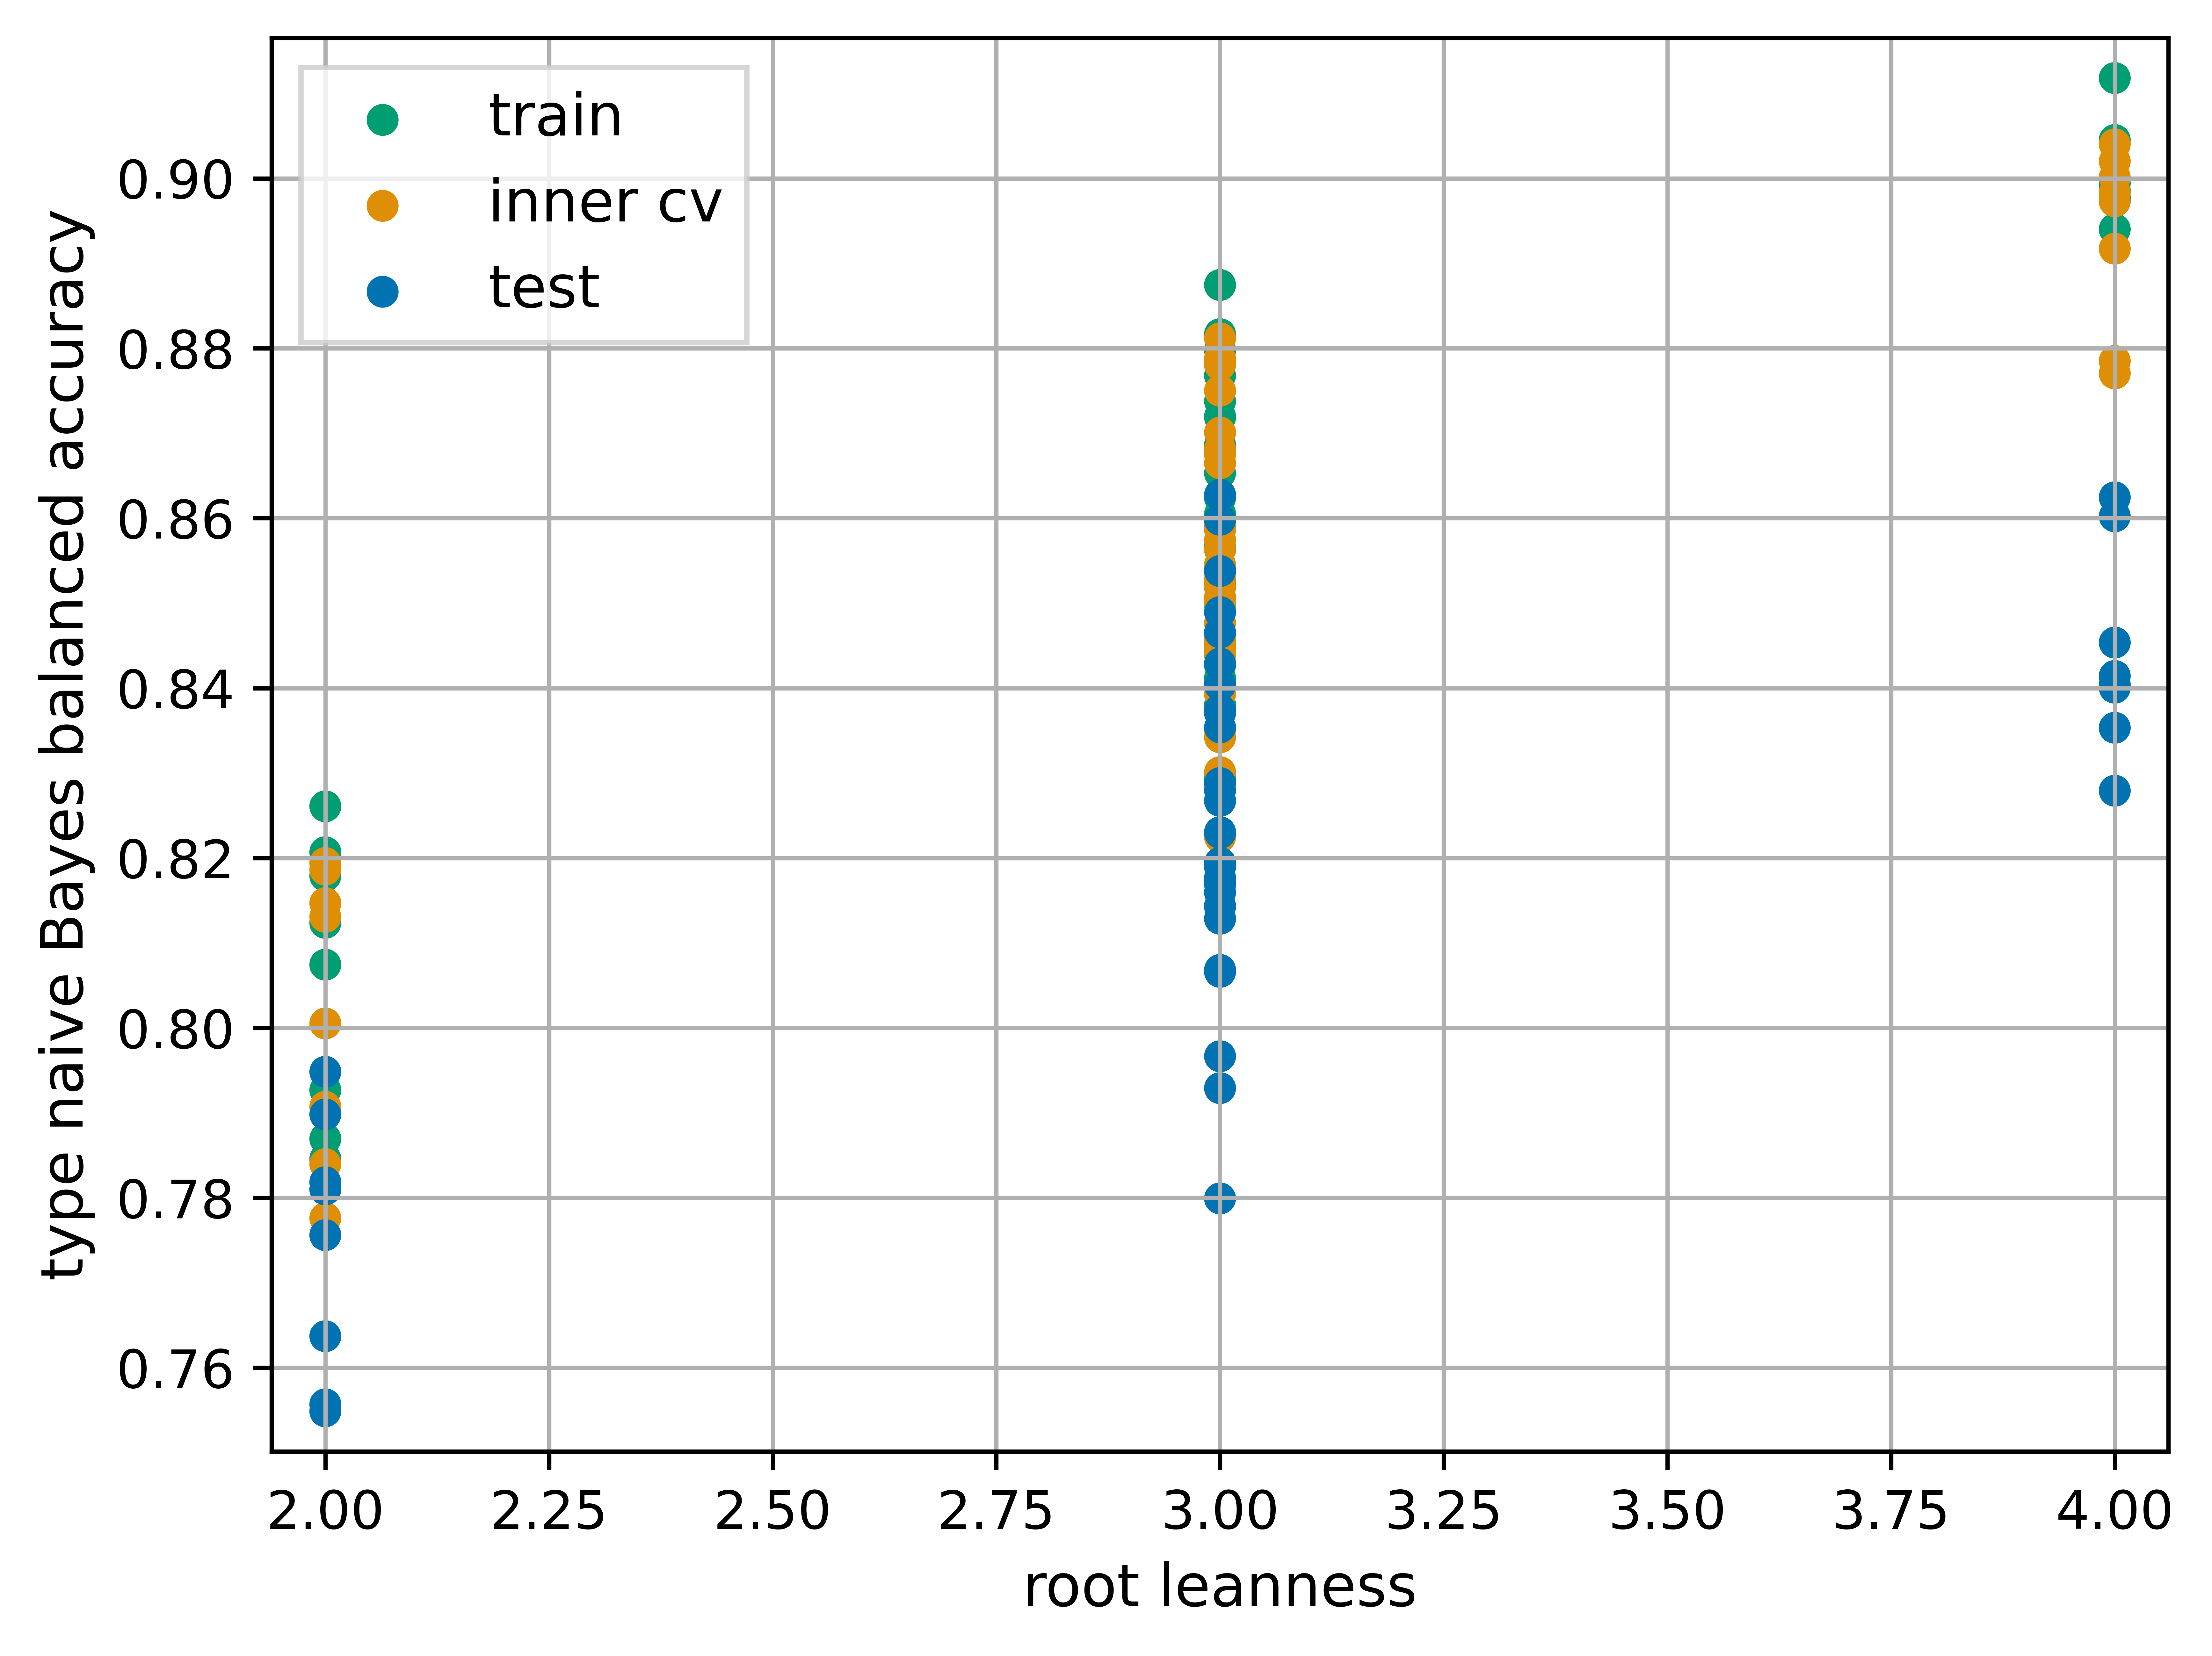 train
inner cv
test
type naive Bayes balanced accuracy
0.90
0.88
0.86
0.84
0.82
0.80
0.78
0.76
2.00 2.25 2.50 2.75 3.00 3.25 3.50 3.75 4.00
root leanness